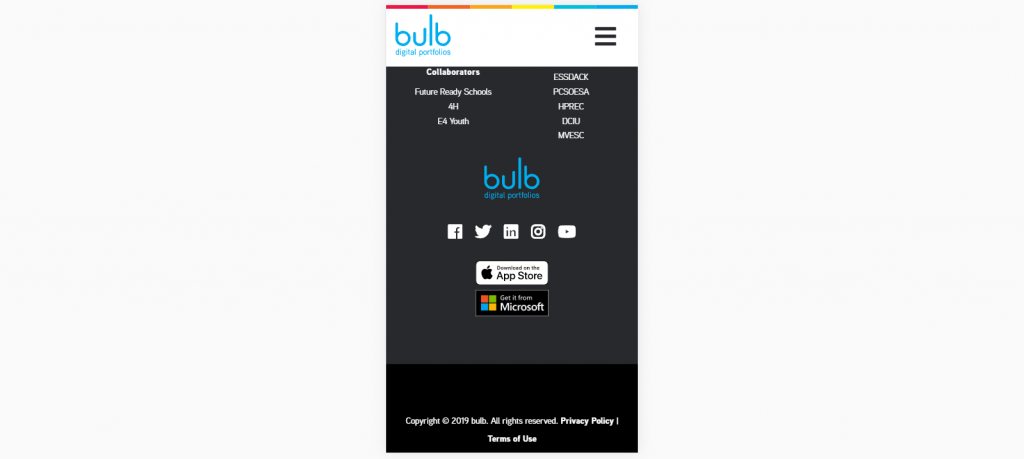 bulb
digital portfolios
Collaborators
Future Ready Schools
4H
E4 Youth
ESSDACK
PCSOESA
HPREC
DCIU
MVESC
bulb
digital portfolios
Download on the
App Store
Get it from
Microsoft
Copyright © 2019 bulb. All rights reserved. Privacy Policy |
Terms of Use